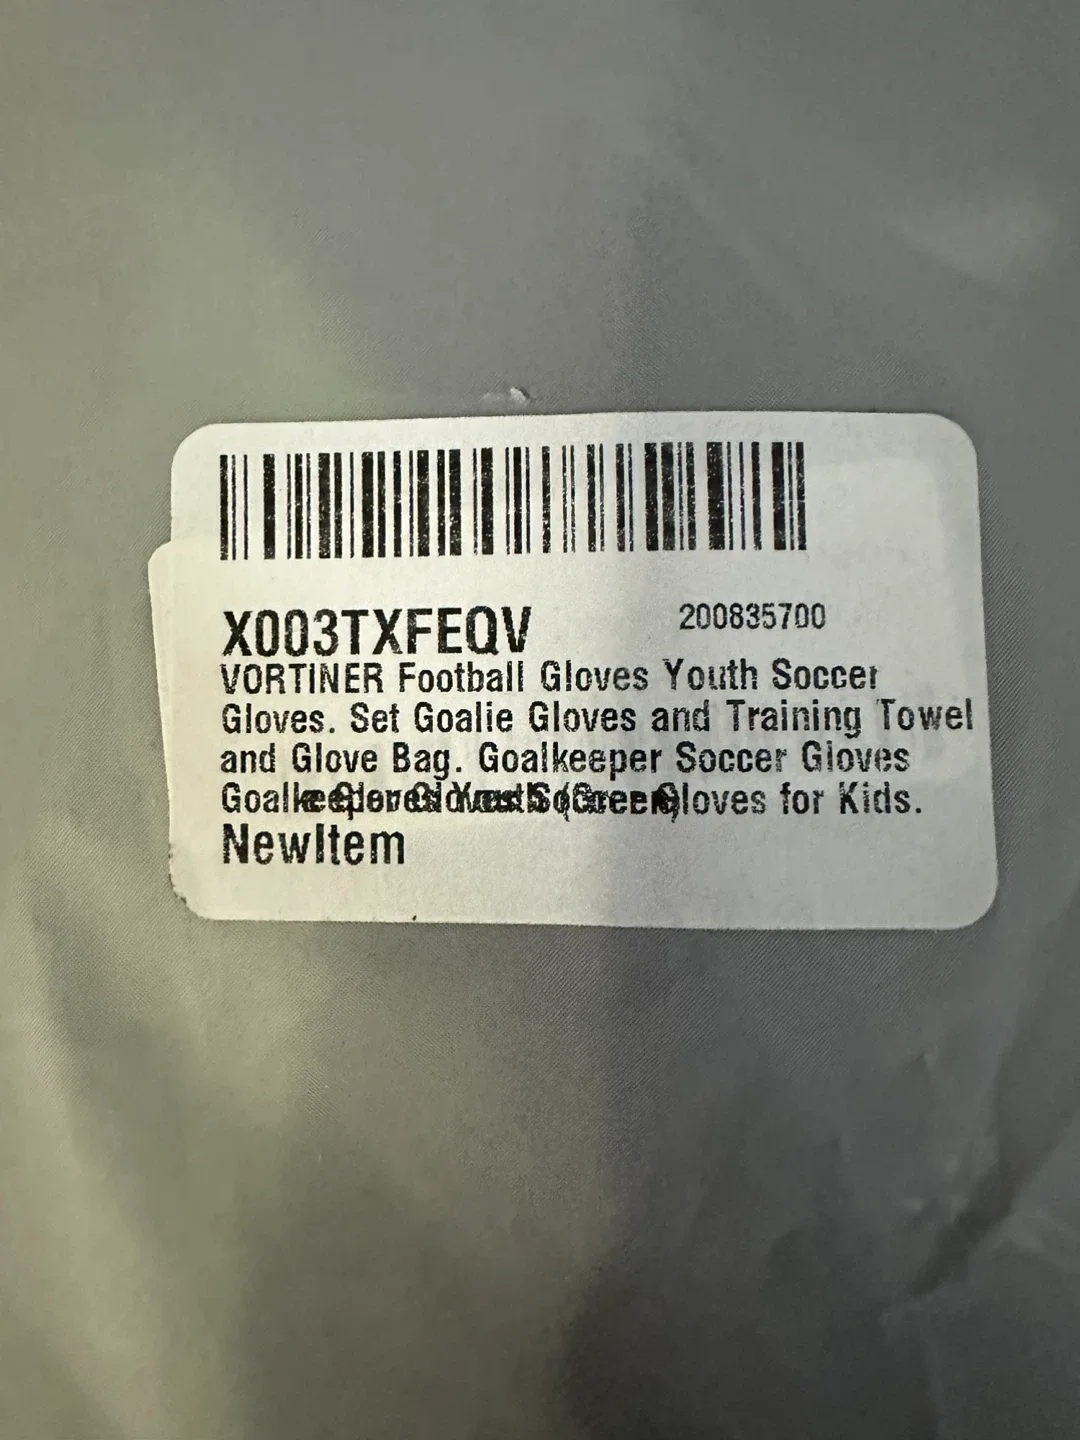 X003TXFEQV 200835700
VORTINER Football Gloves Youth Soccer
Gloves. Set Goalie Gloves and Training Towel
and Glove Bag. Goalkeeper Soccer Gloves
Gloves for Kids.
NewItem